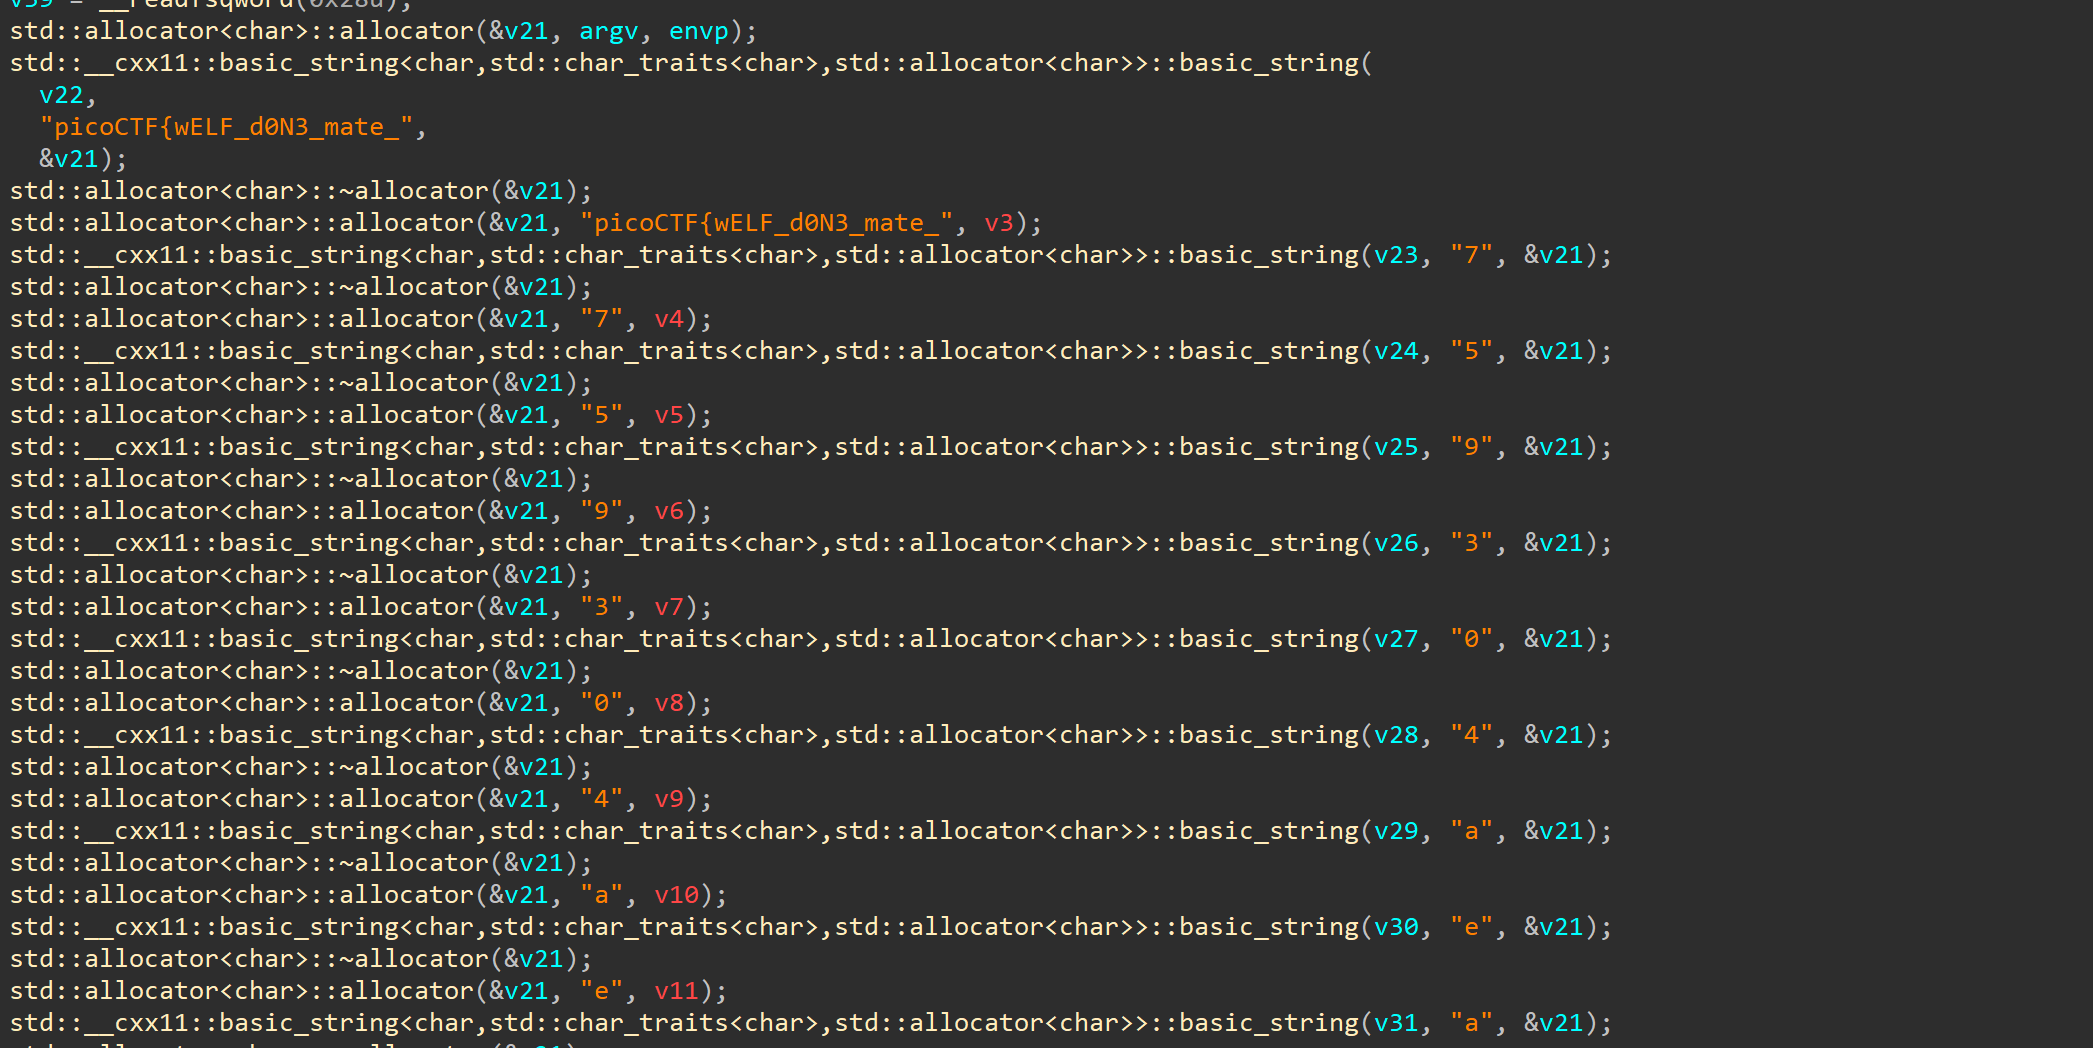 v39 = __readfsqword(0x28u);
std::allocator<char>::allocator(&v21, argv, envp);
std::__cxx11::basic_string<char,std::char_traits<char>,std::allocator<char>>::basic_string(
  v22,
  "picoCTF{wELF_d0N3_mate_",
  &v21);
std::allocator<char>::~allocator(&v21);
std::allocator<char>::allocator(&v21, "picoCTF{wELF_d0N3_mate_", v3);
std::__cxx11::basic_string<char,std::char_traits<char>,std::allocator<char>>::basic_string(v23, "7", &v21);
std::allocator<char>::~allocator(&v21);
std::allocator<char>::allocator(&v21, "7", v4);
std::__cxx11::basic_string<char,std::char_traits<char>,std::allocator<char>>::basic_string(v24, "5", &v21);
std::allocator<char>::~allocator(&v21);
std::allocator<char>::allocator(&v21, "5", v5);
std::__cxx11::basic_string<char,std::char_traits<char>,std::allocator<char>>::basic_string(v25, "9", &v21);
std::allocator<char>::~allocator(&v21);
std::allocator<char>::allocator(&v21, "9", v6);
std::__cxx11::basic_string<char,std::char_traits<char>,std::allocator<char>>::basic_string(v26, "3", &v21);
std::allocator<char>::~allocator(&v21);
std::allocator<char>::allocator(&v21, "3", v7);
std::__cxx11::basic_string<char,std::char_traits<char>,std::allocator<char>>::basic_string(v27, "0", &v21);
std::allocator<char>::~allocator(&v21);
std::allocator<char>::allocator(&v21, "0", v8);
std::__cxx11::basic_string<char,std::char_traits<char>,std::allocator<char>>::basic_string(v28, "4", &v21);
std::allocator<char>::~allocator(&v21);
std::allocator<char>::allocator(&v21, "4", v9);
std::__cxx11::basic_string<char,std::char_traits<char>,std::allocator<char>>::basic_string(v29, "a", &v21);
std::allocator<char>::~allocator(&v21);
std::allocator<char>::allocator(&v21, "a", v10);
std::__cxx11::basic_string<char,std::char_traits<char>,std::allocator<char>>::basic_string(v30, "e", &v21);
std::allocator<char>::~allocator(&v21);
std::allocator<char>::allocator(&v21, "e", v11);
std::__cxx11::basic_string<char,std::char_traits<char>,std::allocator<char>>::basic_string(v31, "a", &v21);